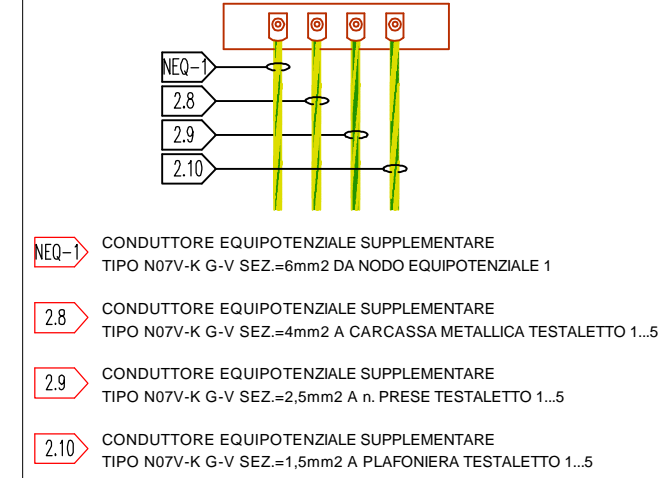 NEQ-1
2.8
2.9
2.10
NEQ-1
CONDUTTORE EQUIPOTENZIALE SUPPLEMENTARE
TIPO N07V-K G-V SEZ.=6mm2 DA NODO EQUIPOTENZIALE 1
2.8
CONDUTTORE EQUIPOTENZIALE SUPPLEMENTARE
TIPO N07V-K G-V SEZ.=4mm2 A CARCASSA METALLICA TESTALETTO 1...5
2.9
CONDUTTORE EQUIPOTENZIALE SUPPLEMENTARE
TIPO N07V-K G-V SEZ.=2,5mm2 A n. PRESE TESTALETTO 1...5
2.10
CONDUTTORE EQUIPOTENZIALE SUPPLEMENTARE
TIPO N07V-K G-V SEZ.=1,5mm2 A PLAFONIERA TESTALETTO 1...5